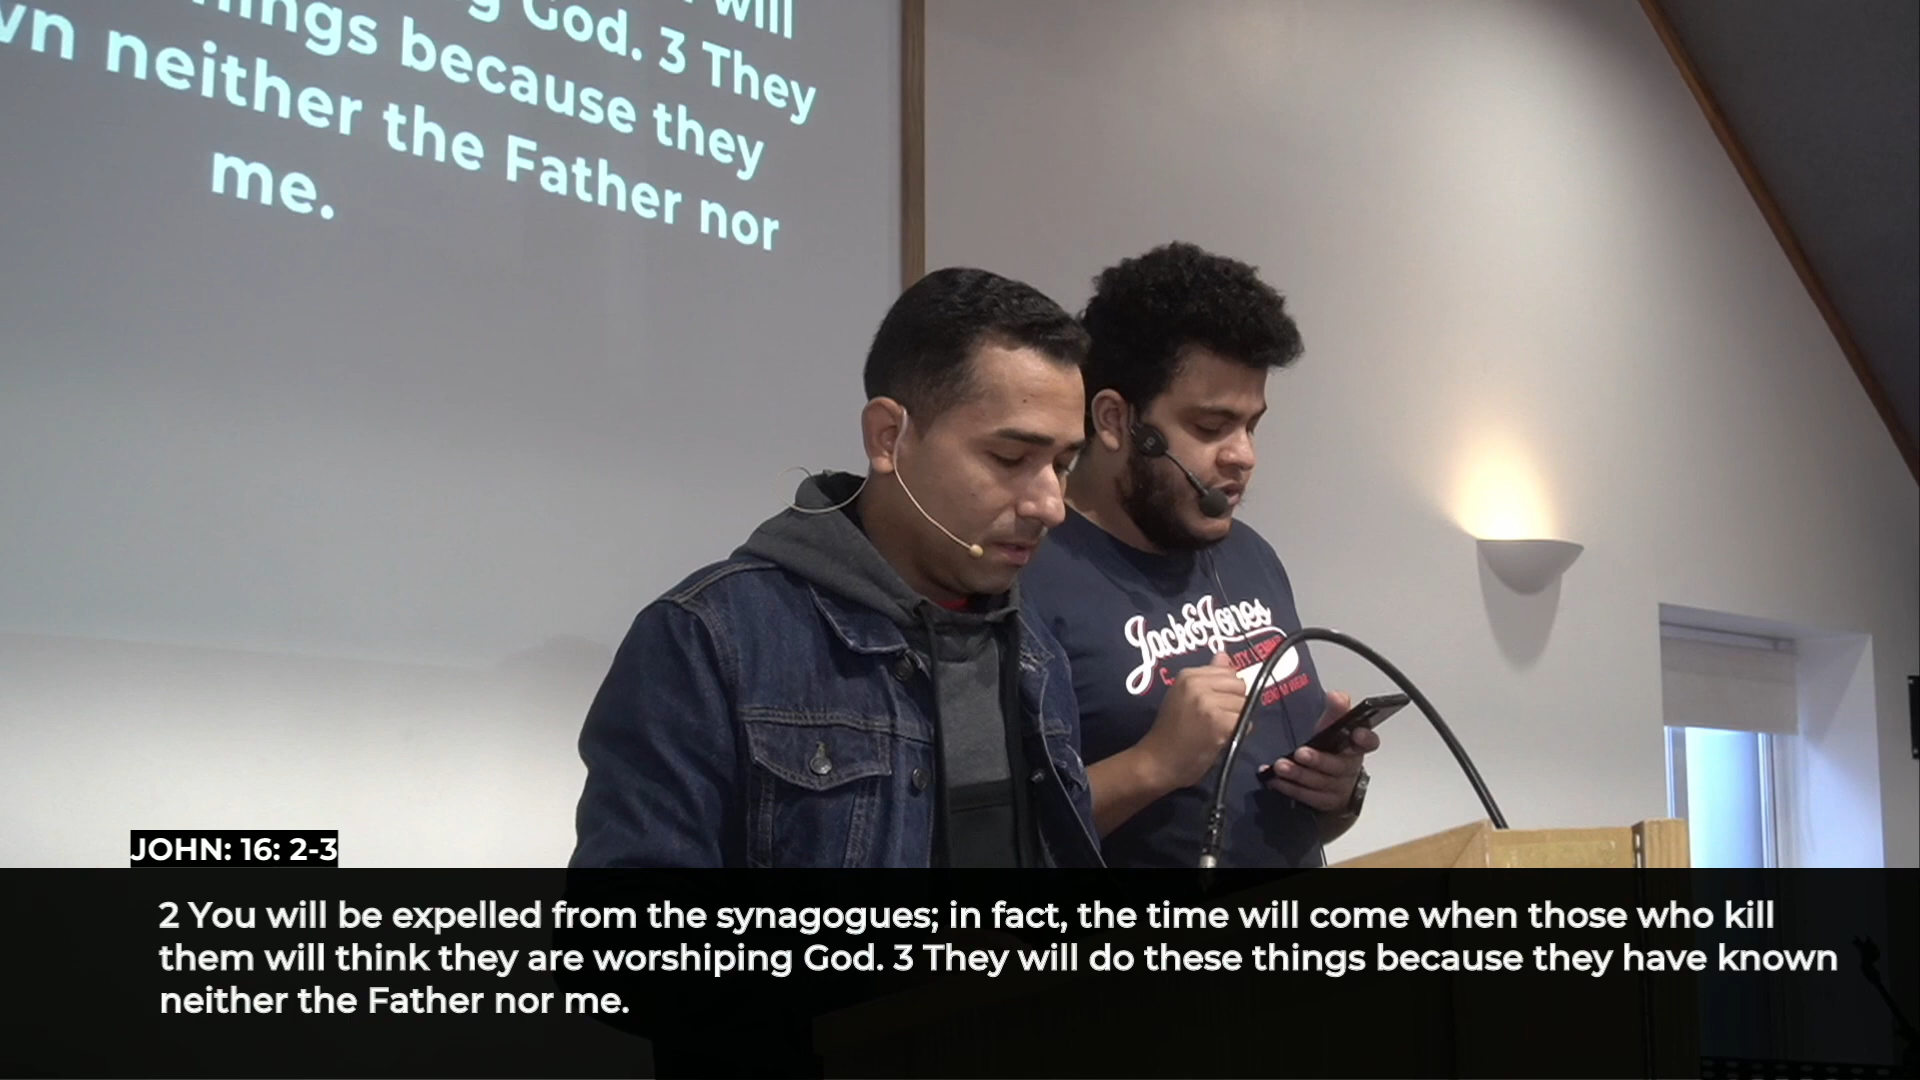 will
God. 3 They
things because they
neither the Father nor
me.
Jack&Jones
JOHN: 16: 2-3
2 You will be expelled from the synagogues; in fact, the time will come when those who kill
them will think they are worshiping God. 3 They will do these things because they have known
neither the Father nor me.